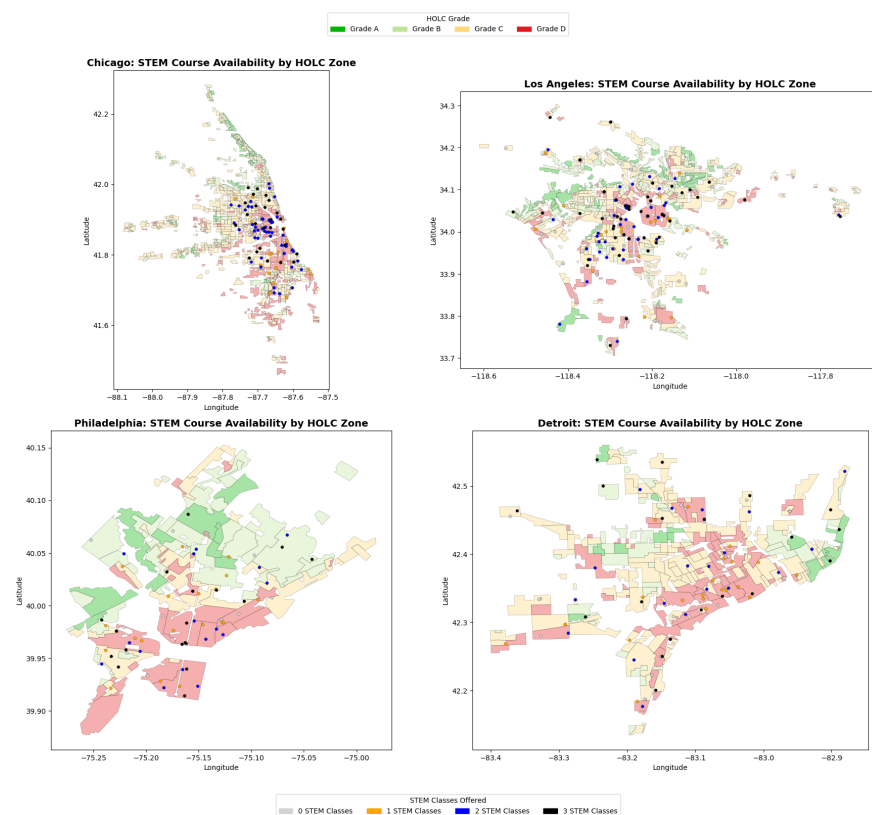 HOLC Grade
Grade A Grade B Grade C Grade D
Chicago: STEM Course Availability by HOLC Zone
42.2
42.0
41.8
41.6
Latitude
−88.1 −88.0 −87.9 −87.8 −87.7 −87.6 −87.5
Longitude
Los Angeles: STEM Course Availability by HOLC Zone
34.3
34.2
34.1
34.0
33.9
33.8
33.7
Latitude
−118.6 −118.4 −118.2 −118.0 −117.8
Longitude
Philadelphia: STEM Course Availability by HOLC Zone
40.15
40.10
40.05
40.00
39.95
39.90
Latitude
−75.25 −75.20 −75.15 −75.10 −75.05 −75.00
Longitude
Detroit: STEM Course Availability by HOLC Zone
42.5
42.4
42.3
42.2
Latitude
−83.4 −83.3 −83.2 −83.1 −83.0 −82.9
Longitude
STEM Classes Offered
0 STEM Classes 1 STEM Classes 2 STEM Classes 3 STEM Classes